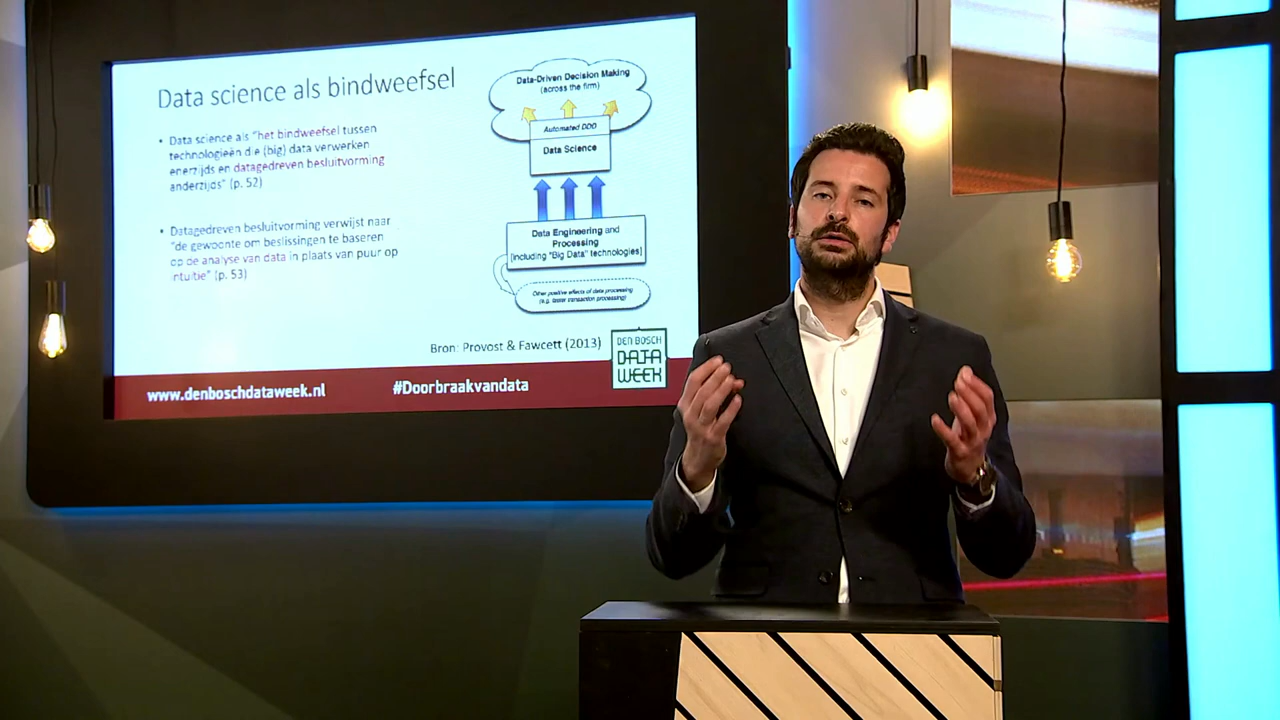 Data science als bindweefsel
• Data science als "het bindweefsel tussen
technologieën die (big) data verwerken
enerzijds en datagedreven besluitvorming
anderzijds" (p. 52)
• Datagedreven besluitvorming verwijst naar
"de gewoonte om beslissingen te baseren
op de analyse van data in plaats van puur op
intuïtie" (p. 53)
Data-Driven Decision Making
(across the firm)
Automated DDD
Data Science
Data Engineering and
Processing
[including "Big Data" technologies]
Other positive effects of data processing
(e.g. faster transaction processing)
Bron: Provost & Fawcett (2013)
DEN BOSCH
DATA
WEEK
www.denboschdataweek.nl
#Doorbraakvandata